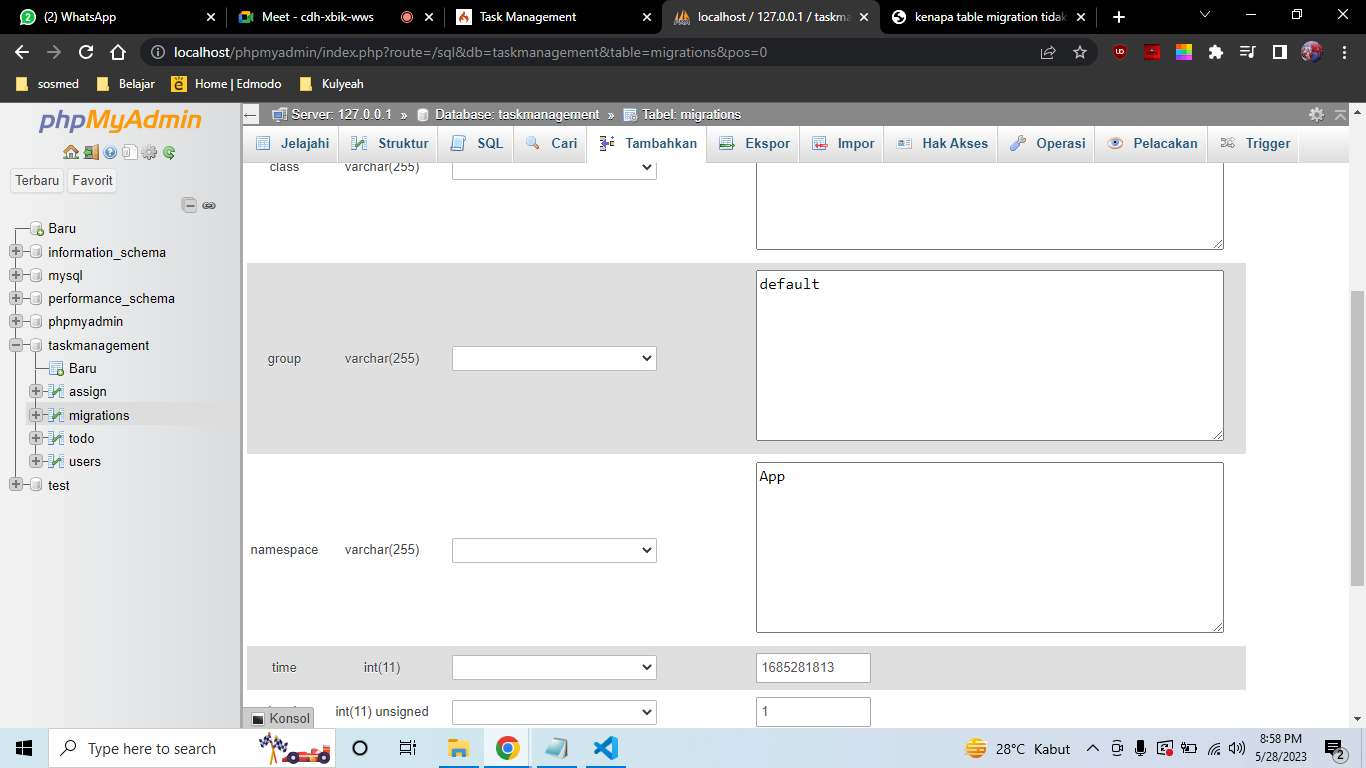 (2) WhatsApp
Meet - cdh-xbik-wws
Task Management
localhost / 127.0.0.1 / taskma
kenapa table migration tidak
localhost/phpmyadmin/index.php?route=/sql&db=taskmanagement&table=migrations&pos=0
sosmed
Belajar
Home | Edmodo
Kulyeah
phpMyAdmin
Terbaru
Favorit
Baru
information_schema
mysql
performance_schema
phpmyadmin
taskmanagement
Baru
assign
migrations
todo
users
test
Server: 127.0.0.1 » Database: taskmanagement » Tabel: migrations
Jelajahi
Struktur
SQL
Cari
Tambahkan
Ekspor
Impor
Hak Akses
Operasi
Pelacakan
Trigger
class varchar(255)
group varchar(255) default
namespace varchar(255) App
time int(11) 1685281813
int(11) unsigned 1
Konsol
Type here to search
28°C Kabut
8:58 PM
5/28/2023
2